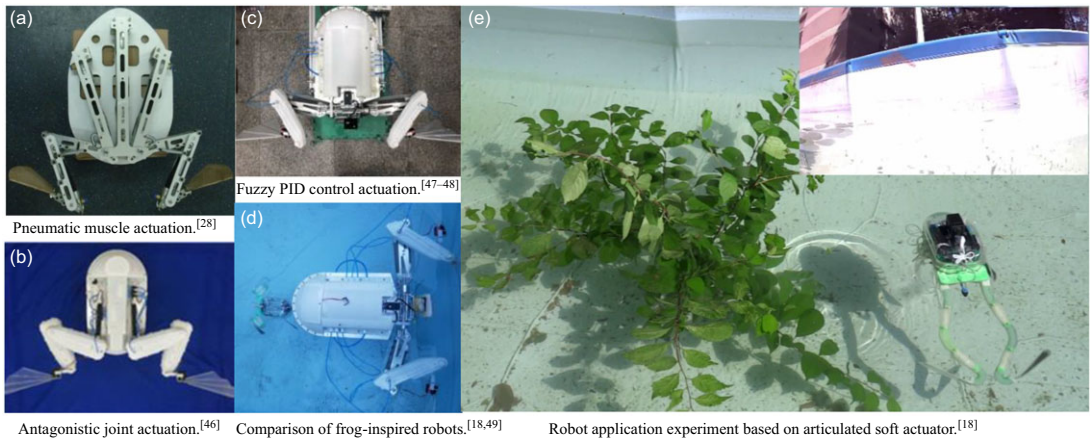 (a)
Pneumatic muscle actuation.[28]
(b)
Antagonistic joint actuation.[46]
(c)
Fuzzy PID control actuation.[47–48]
(d)
Comparison of frog-inspired robots.[18,49]
(e)
Robot application experiment based on articulated soft actuator.[18]